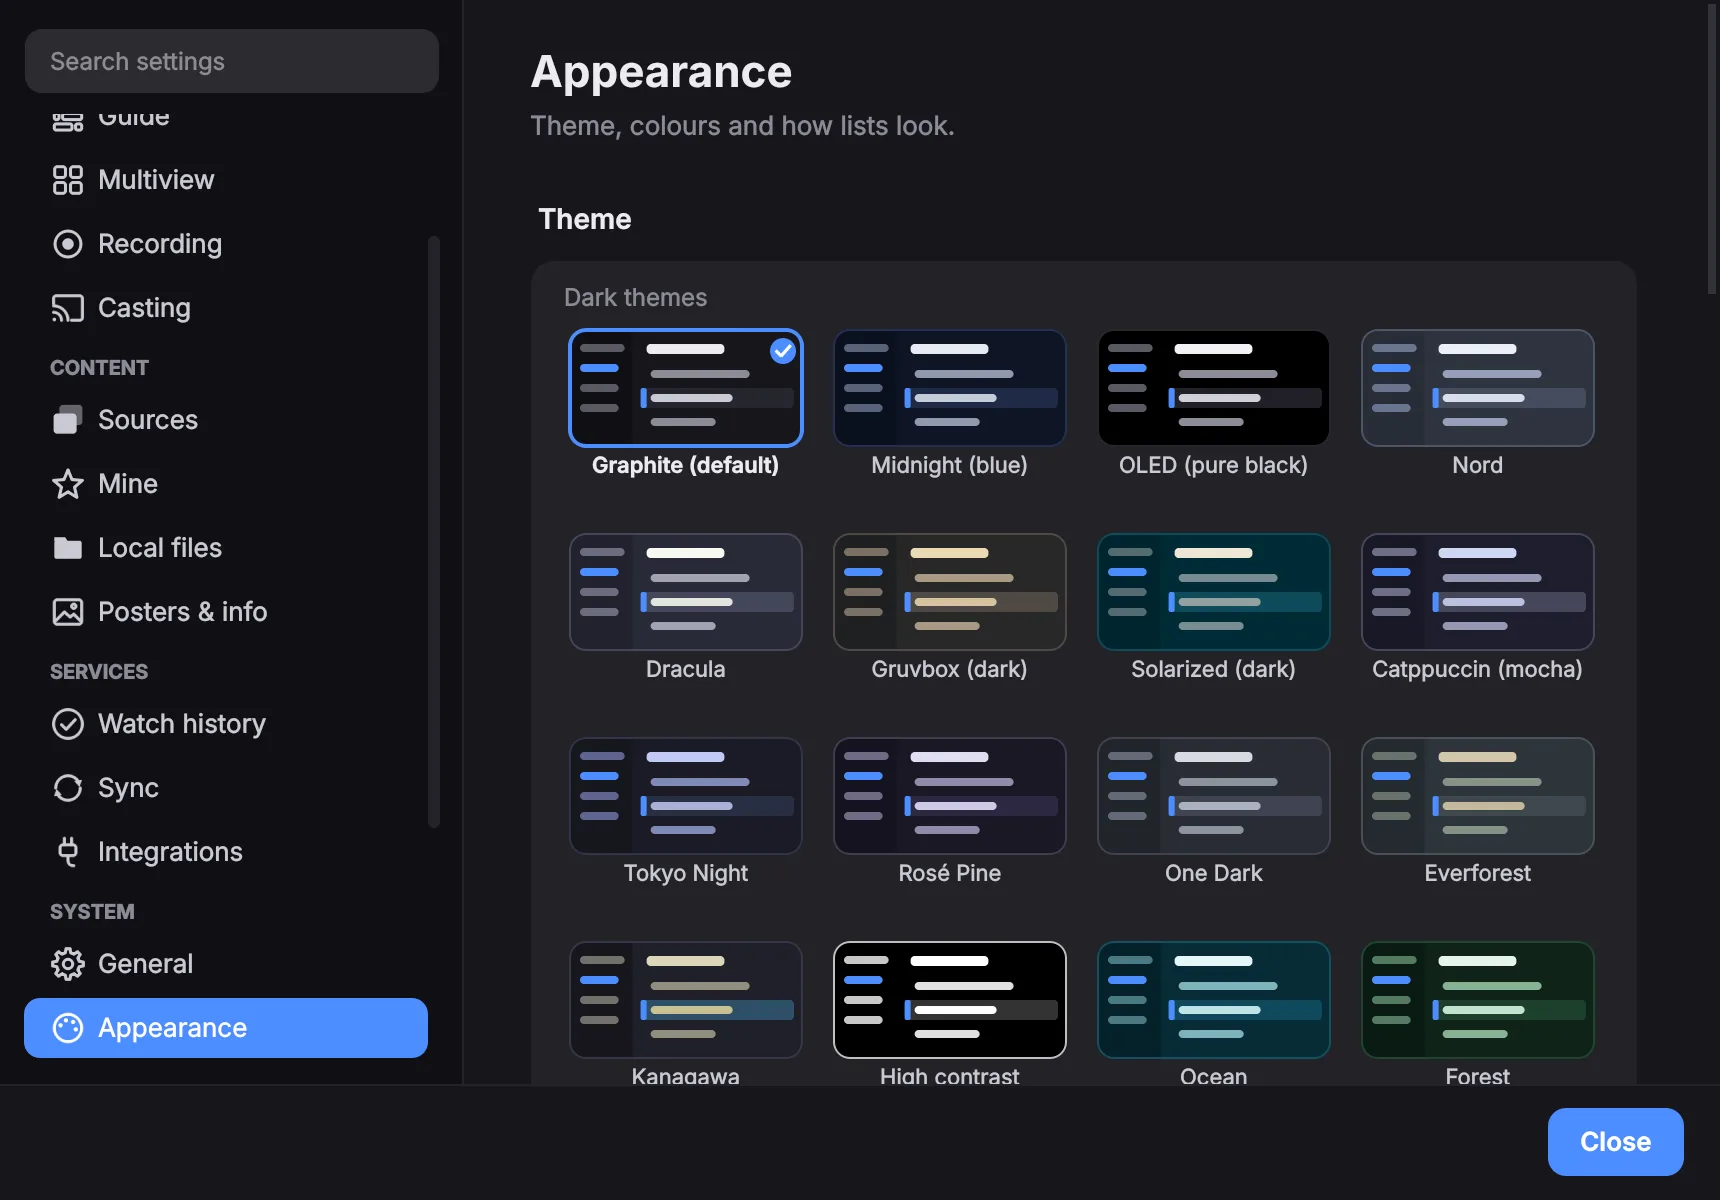 Search settings
Guide
Multiview
Recording
Casting
CONTENT
Sources
Mine
Local files
Posters & info
SERVICES
Watch history
Sync
Integrations
SYSTEM
General
Appearance
Appearance
Theme, colours and how lists look.
Theme
Dark themes
Graphite (default)
Midnight (blue)
OLED (pure black)
Nord
Dracula
Gruvbox (dark)
Solarized (dark)
Catppuccin (mocha)
Tokyo Night
Rosé Pine
One Dark
Everforest
Kanagawa
High contrast
Ocean
Forest
Close